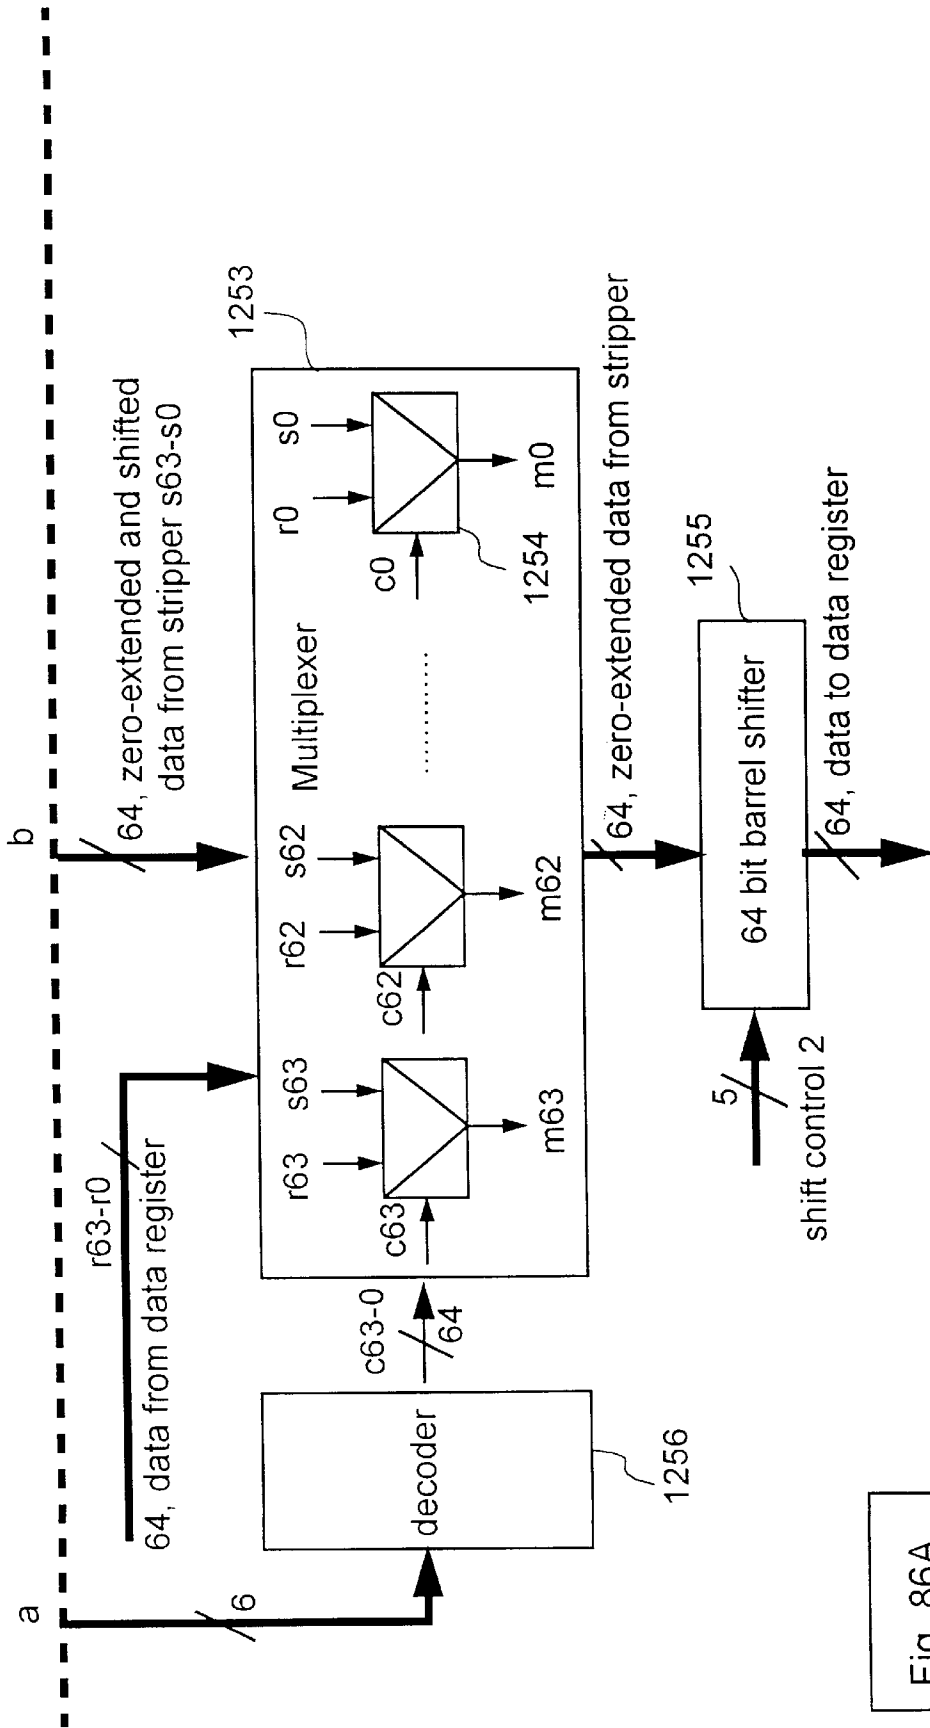 a
b
r63-r0
64, data from data register
64, zero-extended and shifted
data from stripper s63-s0
6
1253
Multiplexer
r63
s63
r62
s62
r0
s0
c63-0
64
c63
c62
c0
..........
m63
m62
m0
1254
decoder
1256
64, zero-extended data from stripper
1255
5
shift control 2
64 bit barrel shifter
64, data to data register
Fig. 86A